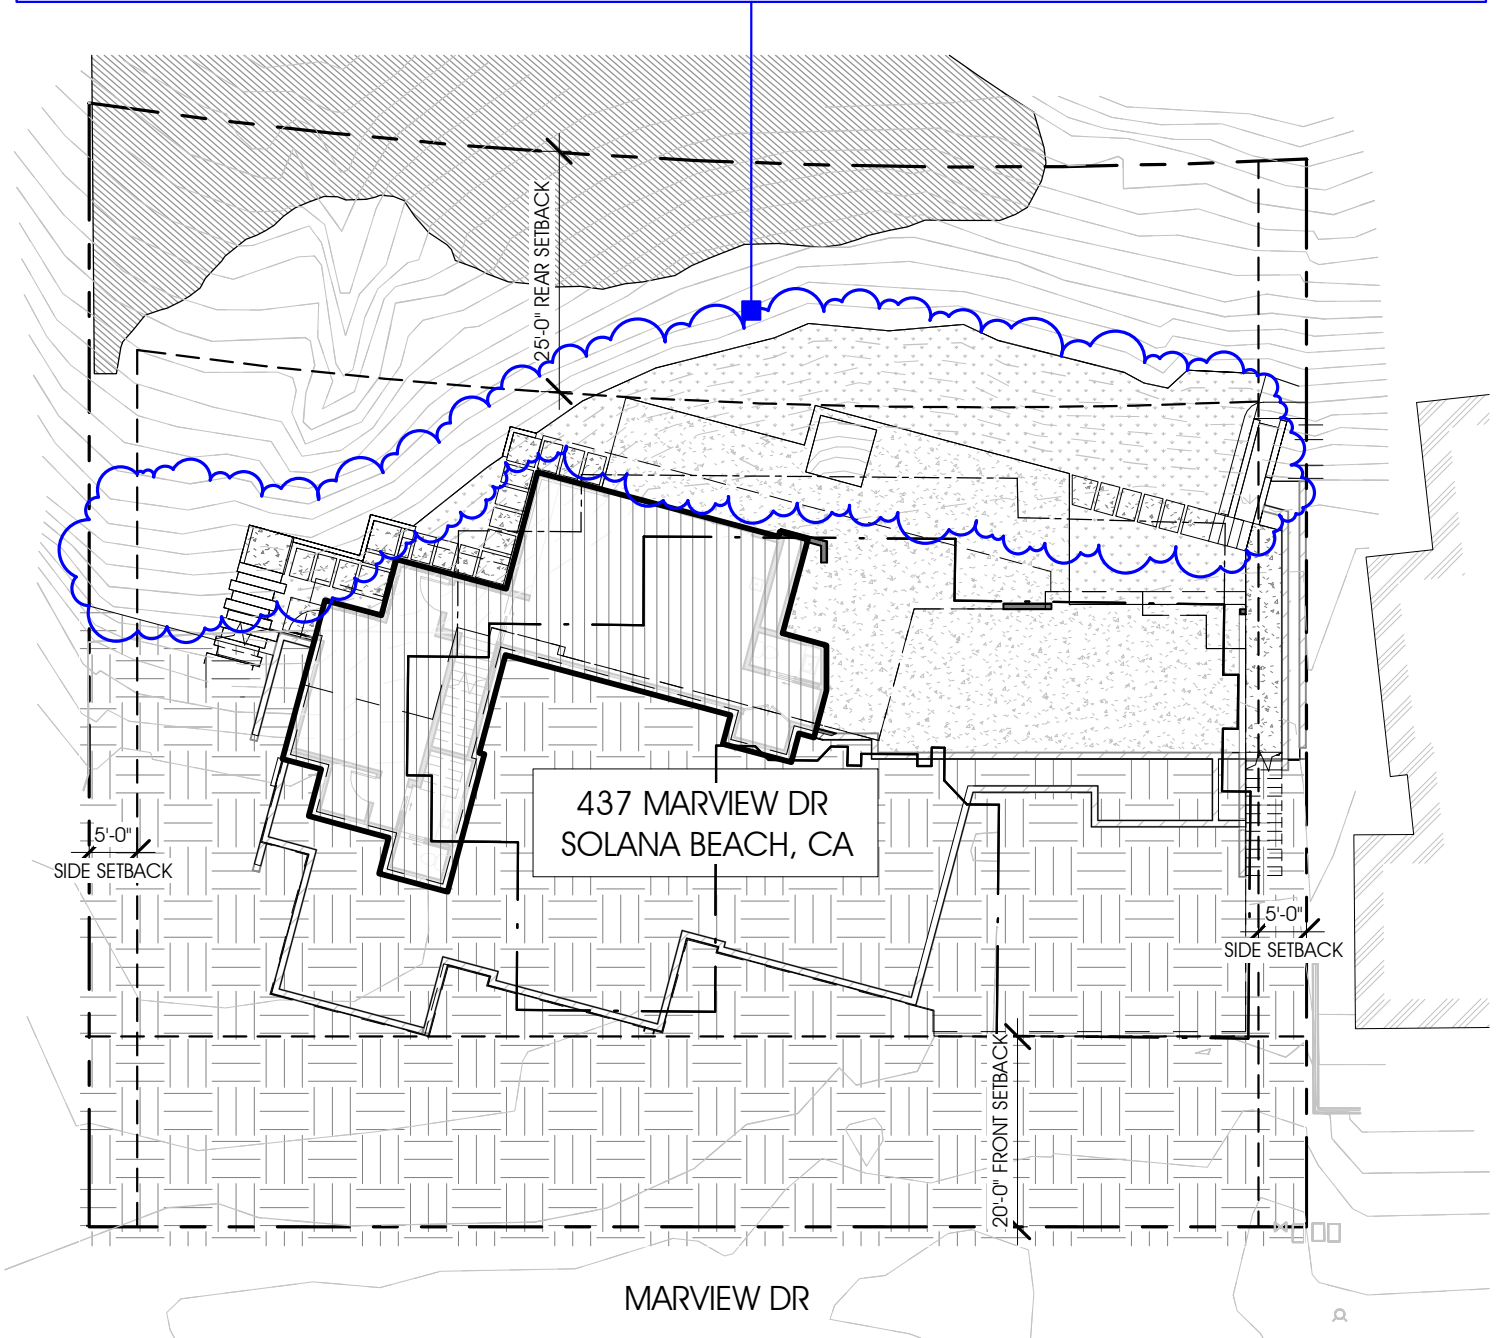 25'-0" REAR SETBACK
437 MARVIEW DR
SOLANA BEACH, CA
5'-0"
SIDE SETBACK
5'-0"
SIDE SETBACK
20'-0" FRONT SETBACK
MARVIEW DR